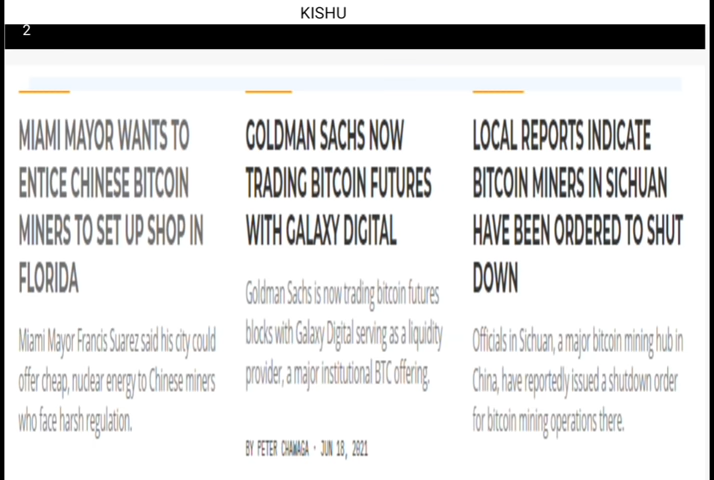 KISHU
2
MIAMI MAYOR WANTS TO
ENTICE CHINESE BITCOIN
MINERS TO SET UP SHOP IN
FLORIDA
Miami Mayor Francis Suarez said his city could
offer cheap, nuclear energy to Chinese miners
who face harsh regulation.
GOLDMAN SACHS NOW
TRADING BITCOIN FUTURES
WITH GALAXY DIGITAL
Goldman Sachs is now trading bitcoin futures
blocks with Galaxy Digital serving as a liquidity
provider, a major institutional BTC offering.
BY PETER CHAWAGA · JUN 18, 2021
LOCAL REPORTS INDICATE
BITCOIN MINERS IN SICHUAN
HAVE BEEN ORDERED TO SHUT
DOWN
Officials in Sichuan, a major bitcoin mining hub in
China, have reportedly issued a shutdown order
for bitcoin mining operations there.